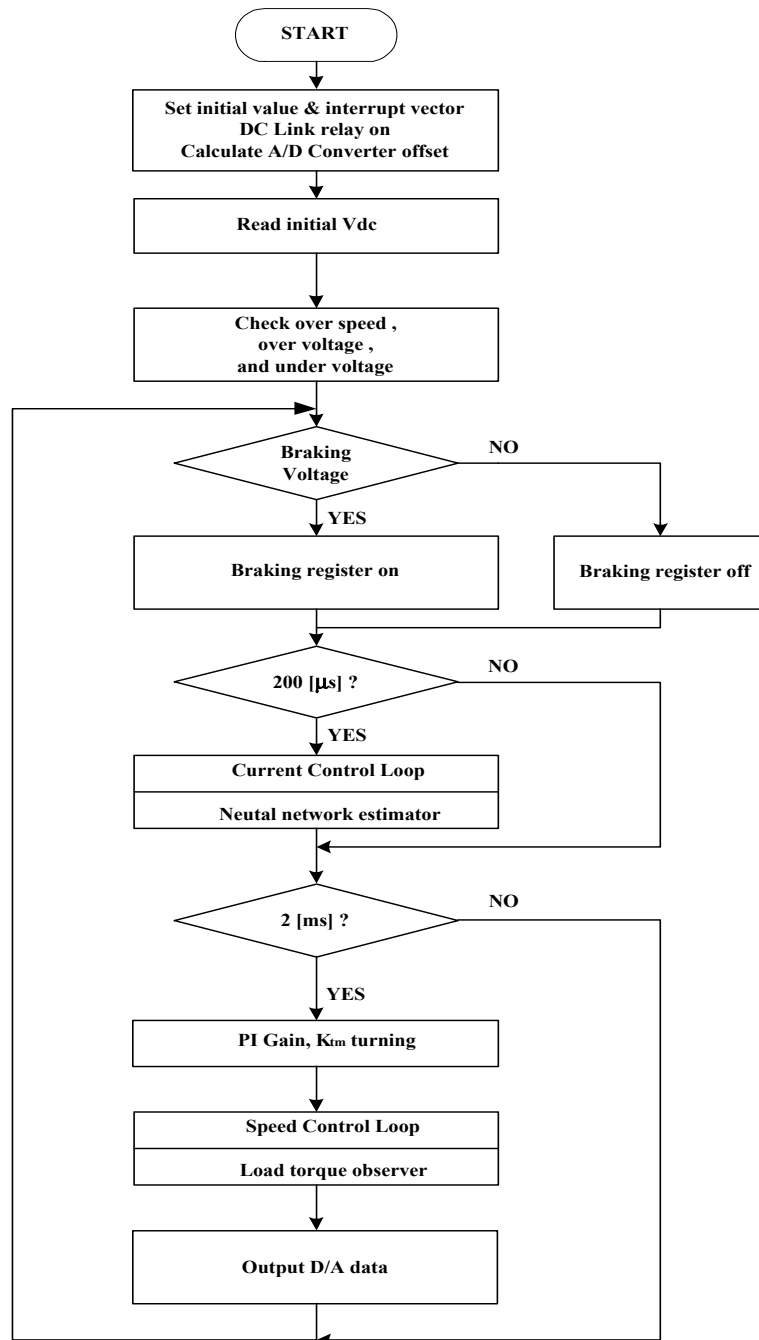 START
Set initial value & interrupt vector
DC Link relay on
Calculate A/D Converter offset
Read initial Vdc
Check over speed ,
over voltage ,
and under voltage
Braking
Voltage
NO
YES
Braking register on
Braking register off
200 [μs] ?
NO
YES
Current Control Loop
Neutal network estimator
2 [ms] ?
NO
YES
PI Gain, Ktm turning
Speed Control Loop
Load torque observer
Output D/A data